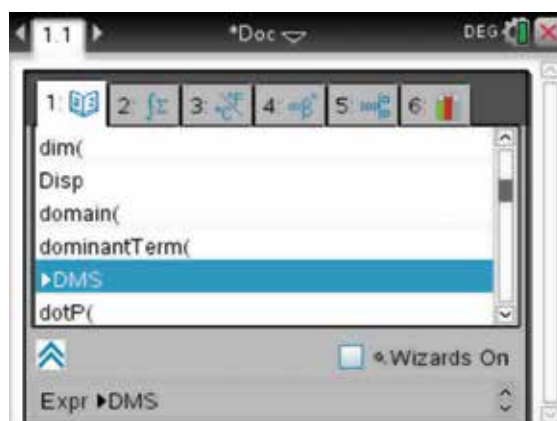 1.1 *Doc DEG
1: 2: ∫Σ 3: 4: 5: 6:
dim(
Disp
domain(
dominantTerm(
▶DMS
dotP(
Wizards On
Expr ▶DMS